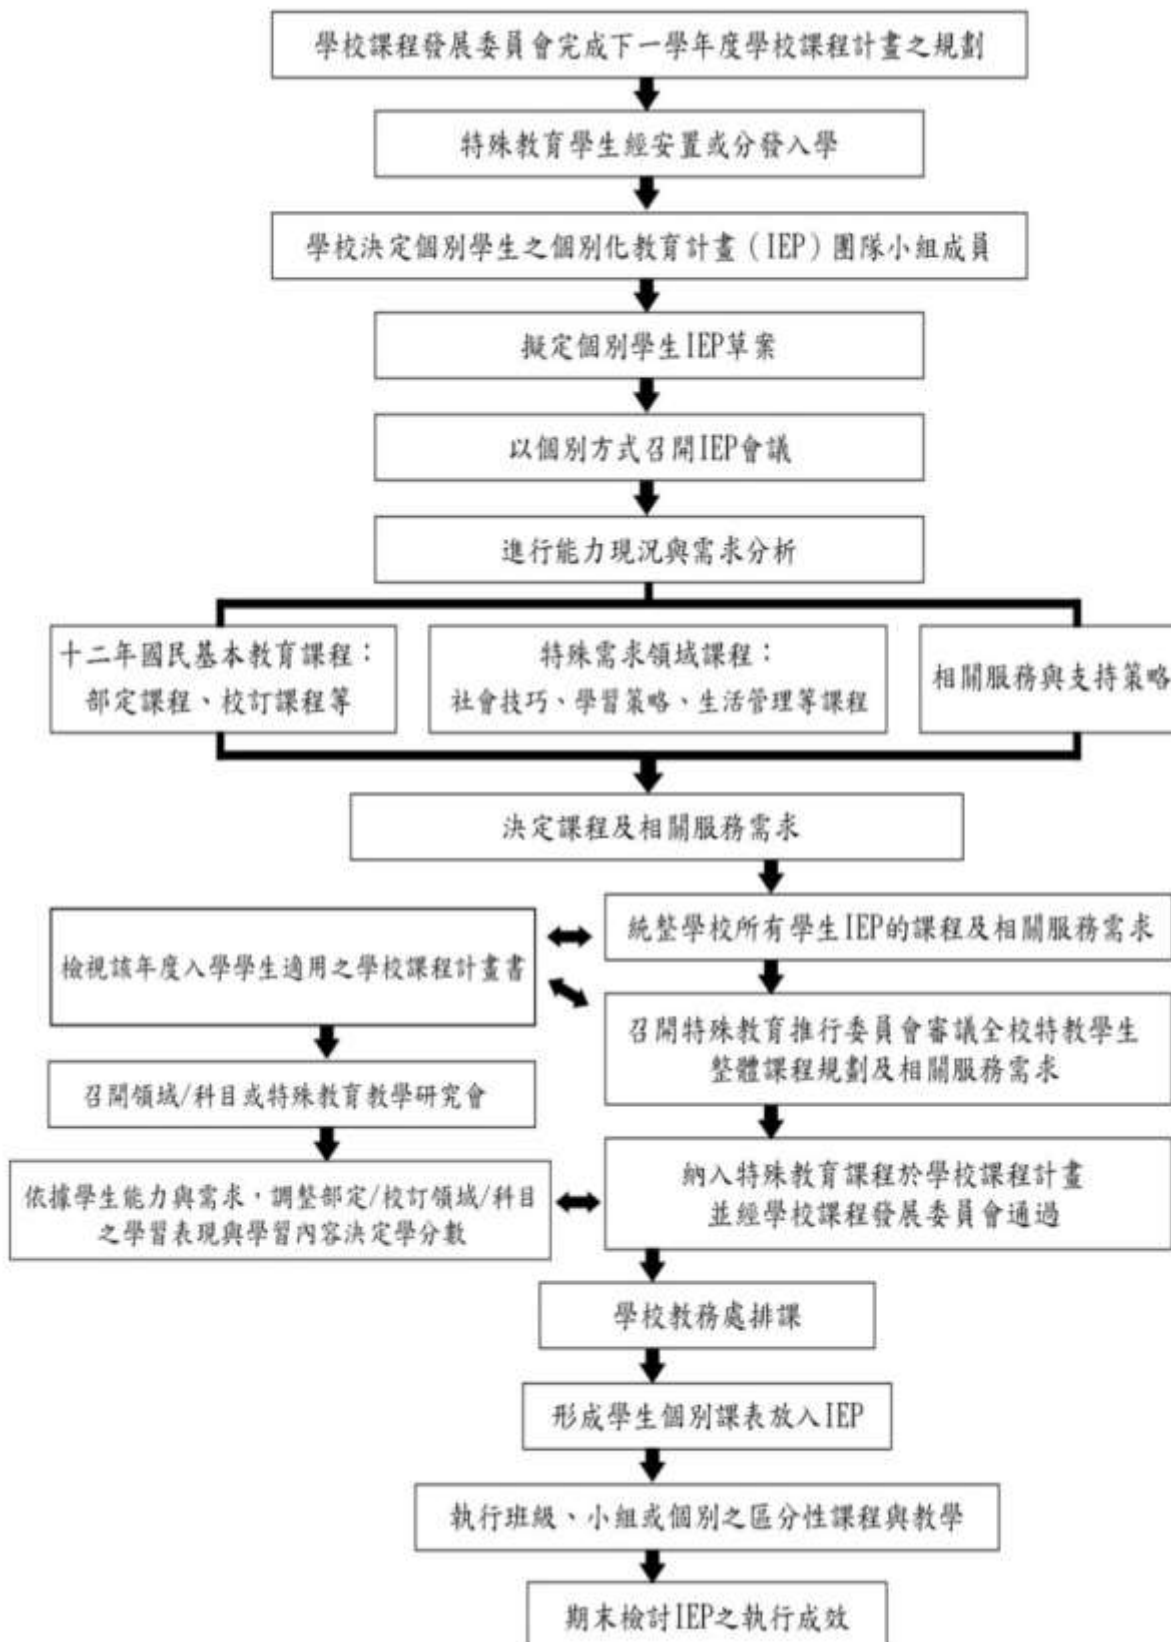 學校課程發展委員會完成下一學年度學校課程計畫之規劃
特殊教育學生經安置或分發入學
學校決定個別學生之個別化教育計畫（IEP）團隊小組成員
擬定個別學生IEP草案
以個別方式召開IEP會議
進行能力現況與需求分析
十二年國民基本教育課程：
部定課程、校訂課程等
特殊需求領域課程：
社會技巧、學習策略、生活管理等課程
相關服務與支持策略
決定課程及相關服務需求
統整學校所有學生IEP的課程及相關服務需求
檢視該年度入學學生適用之學校課程計畫書
召開特殊教育推行委員會審議全校特教學生
整體課程規劃及相關服務需求
召開領域/科目或特殊教育教學研究會
依據學生能力與需求，調整部定/校訂領域/科目
之學習表現與學習內容決定學分數
納入特殊教育課程於學校課程計畫
並經學校課程發展委員會通過
學校教務處排課
形成學生個別課表放入IEP
執行班級、小組或個別之區分性課程與教學
期末檢討IEP之執行成效